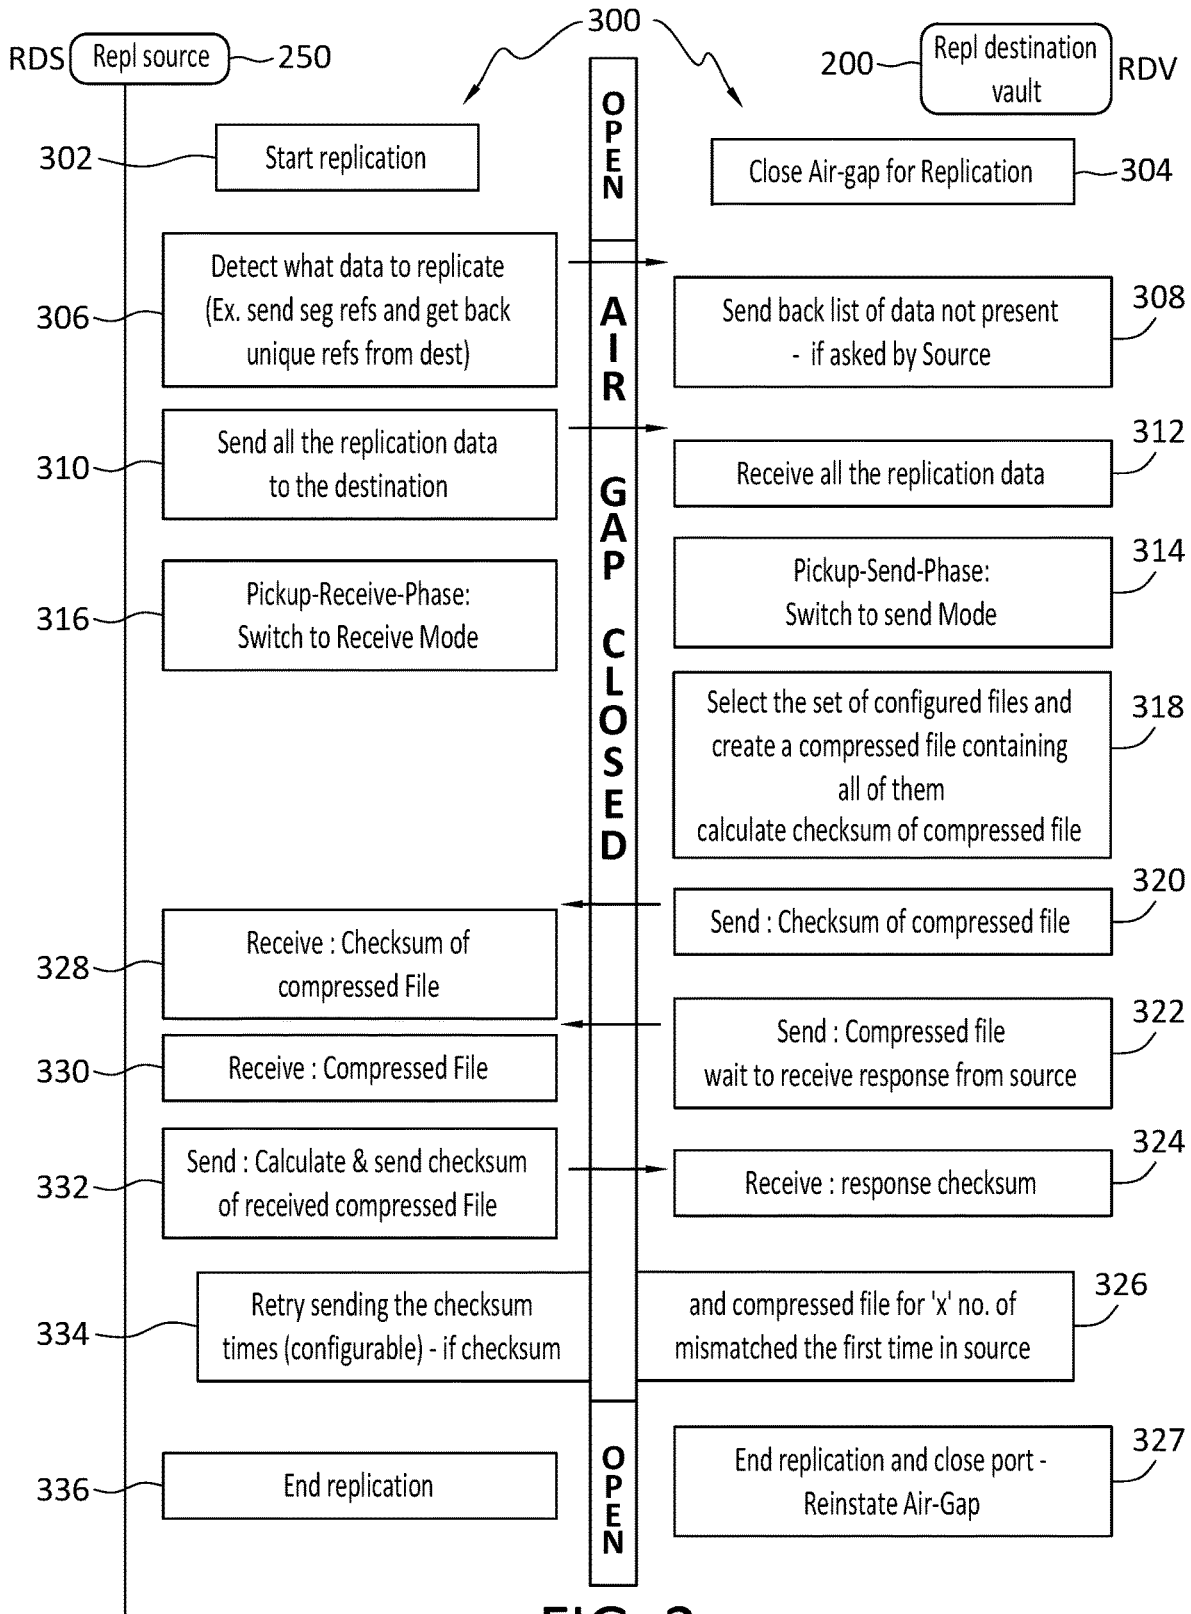 300
RDS
Repl source
250
200
Repl destination
vault
RDV
OPEN
302
Start replication
Close Air-gap for Replication
304
AIR GAP CLOSED
306
Detect what data to replicate
(Ex. send seg refs and get back
unique refs from dest)
308
Send back list of data not present
- if asked by Source
310
Send all the replication data
to the destination
312
Receive all the replication data
314
Pickup-Send-Phase:
Switch to send Mode
316
Pickup-Receive-Phase:
Switch to Receive Mode
318
Select the set of configured files and
create a compressed file containing
all of them
calculate checksum of compressed file
320
Send : Checksum of compressed file
328
Receive : Checksum of
compressed File
322
Send : Compressed file
wait to receive response from source
330
Receive : Compressed File
332
Send : Calculate & send checksum
of received compressed File
324
Receive : response checksum
334
Retry sending the checksum
times (configurable) - if checksum
and compressed file for 'x' no. of
mismatched the first time in source
326
336
End replication
OPEN
327
End replication and close port -
Reinstate Air-Gap